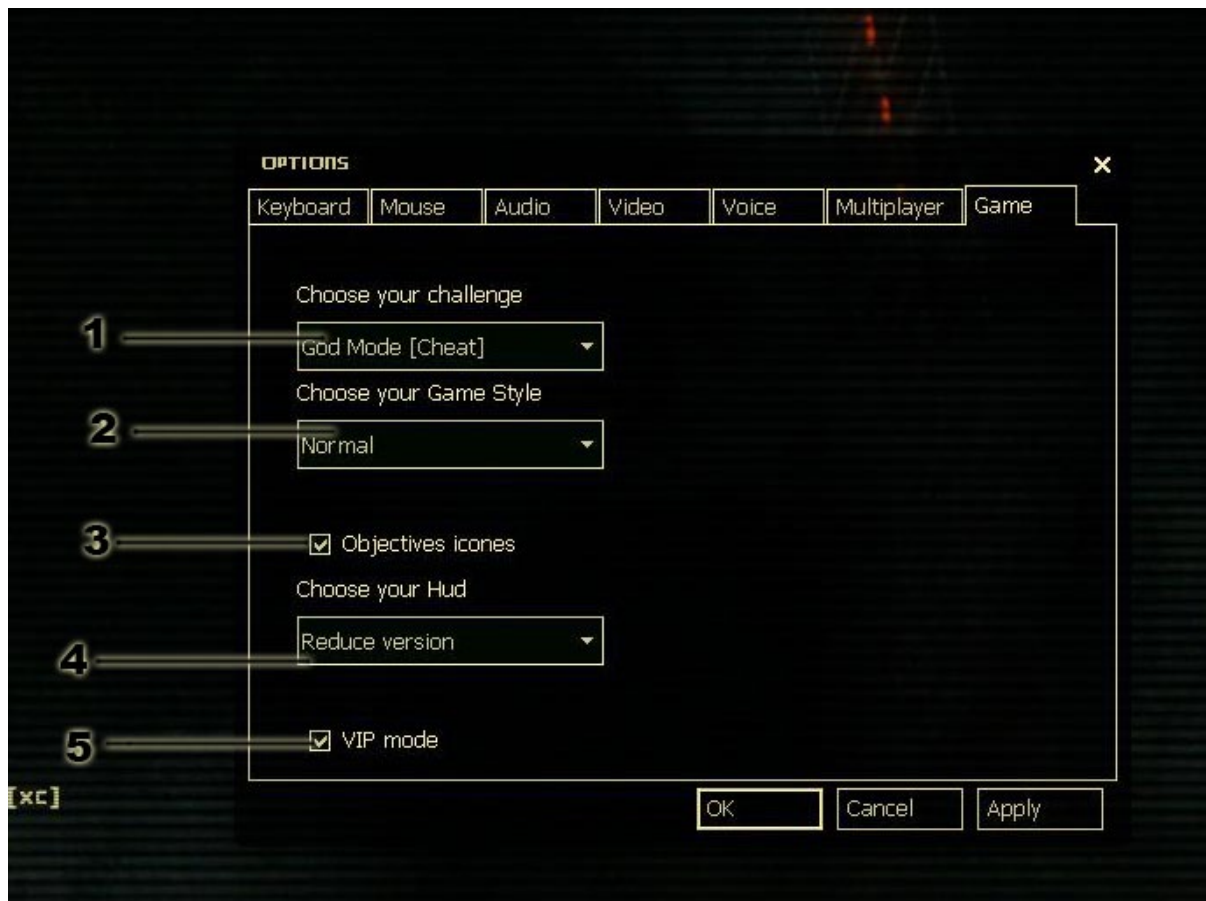 OPTIONS
Keyboard Mouse Audio Video Voice Multiplayer Game
Choose your challenge
1
God Mode [Cheat]
Choose your Game Style
2
Normal
3
Objectives icones
Choose your Hud
Reduce version
4
5
VIP mode
[xc]
OK Cancel Apply